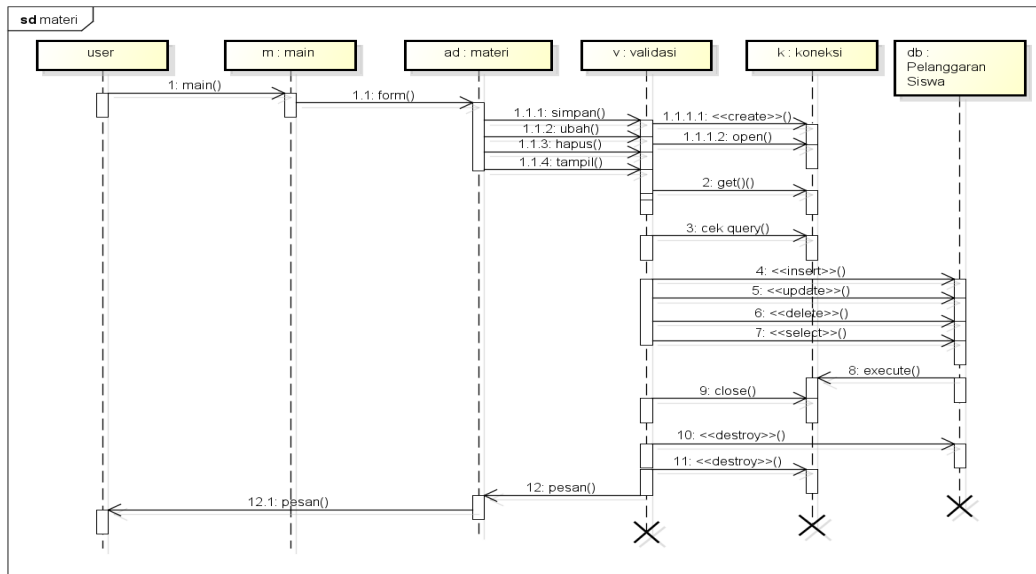 sd materi
user
m : main
ad : materi
v : validasi
k : koneksi
db :
Pelanggaran
Siswa
1: main()
1.1: form()
1.1.1: simpan()
1.1.2: ubah()
1.1.3: hapus()
1.1.4: tampil()
1.1.1.1: <<create>>()
1.1.1.2: open()
2: get()()
3: cek query()
4: <<insert>>()
5: <<update>>()
6: <<delete>>()
7: <<select>>()
8: execute()
9: close()
10: <<destroy>>()
11: <<destroy>>()
12: pesan()
12.1: pesan()